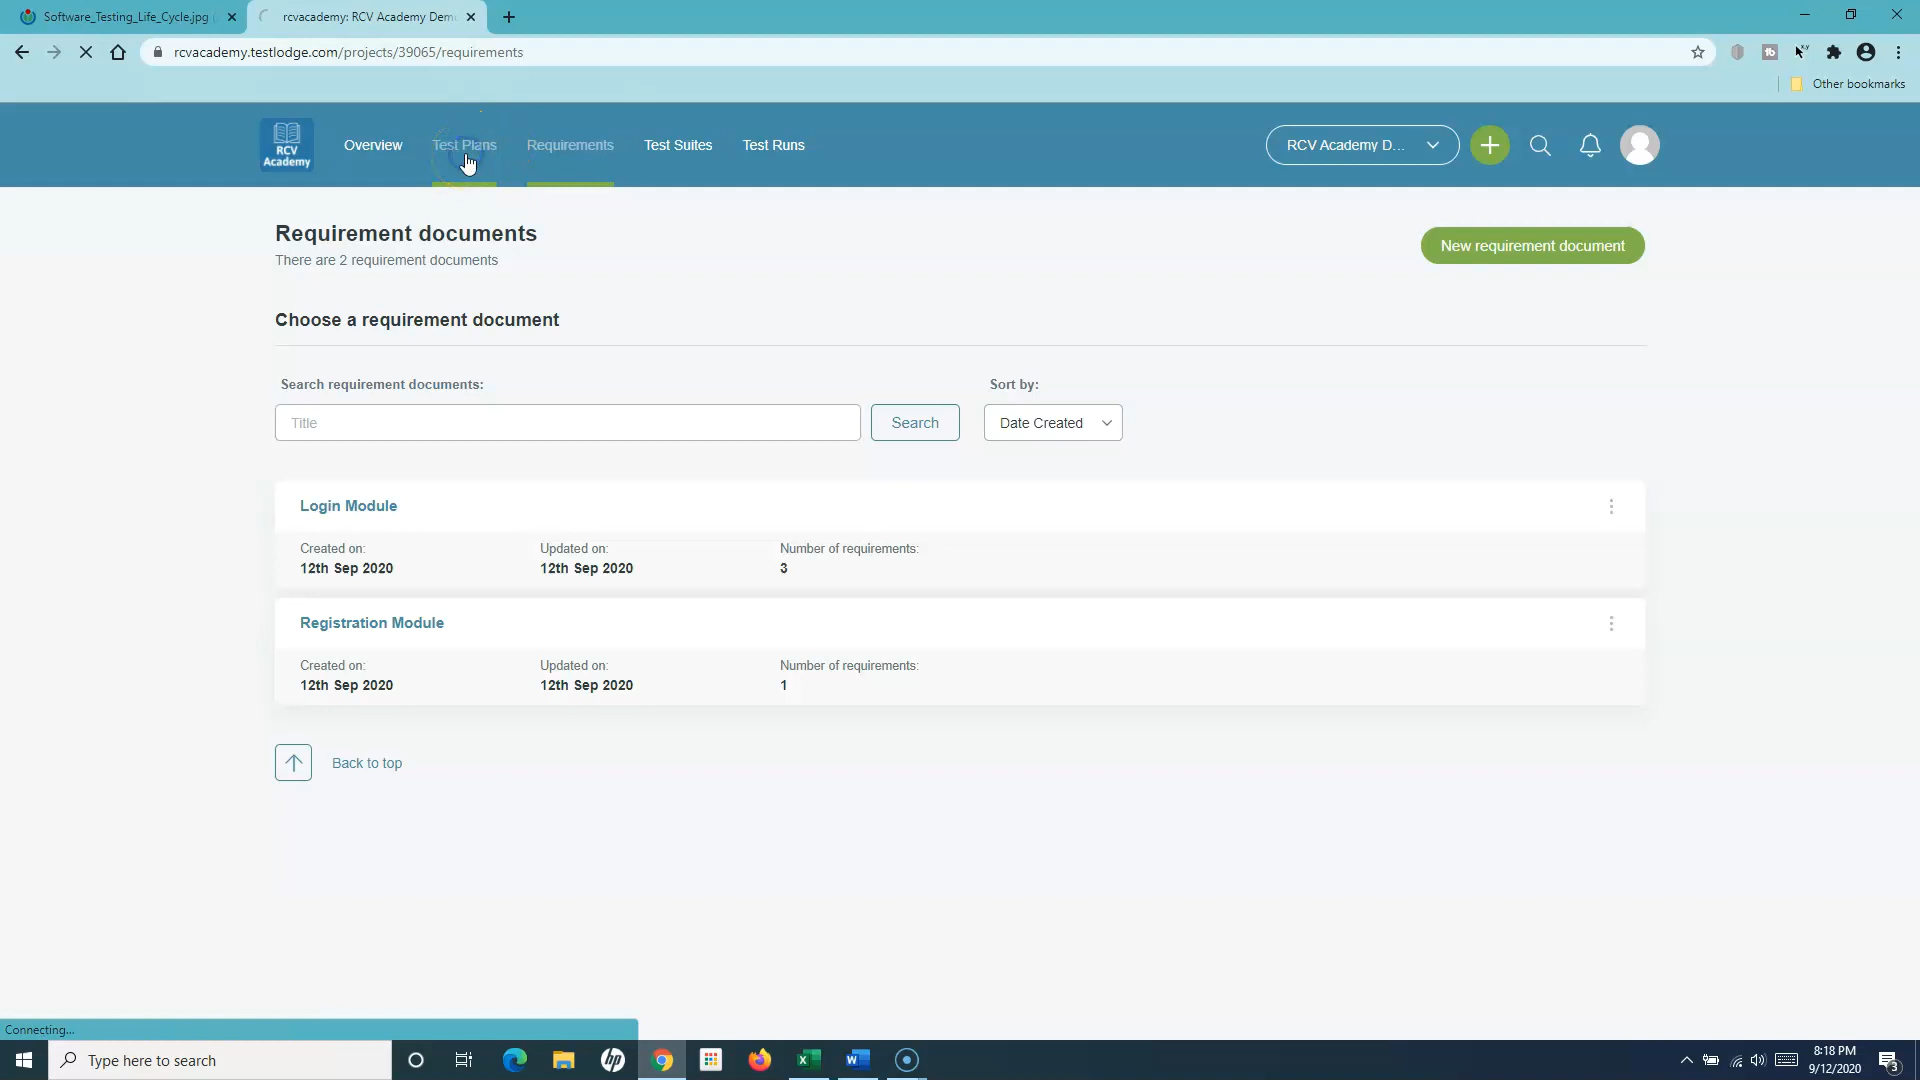 Software_Testing_Life_Cycle.jpg
rcvacademy: RCV Academy Dem
rcvacademy.testlodge.com/projects/39065/requirements
Other bookmarks
RCV
Academy
Overview
Test Plans
Requirements
Test Suites
Test Runs
RCV Academy D...
Requirement documents
There are 2 requirement documents
New requirement document
Choose a requirement document
Search requirement documents:
Sort by:
Title
Search
Date Created
Login Module
Created on:
Updated on:
Number of requirements:
12th Sep 2020
12th Sep 2020
3
Registration Module
Created on:
Updated on:
Number of requirements:
12th Sep 2020
12th Sep 2020
1
Back to top
Connecting...
Type here to search
8:18 PM
9/12/2020
3